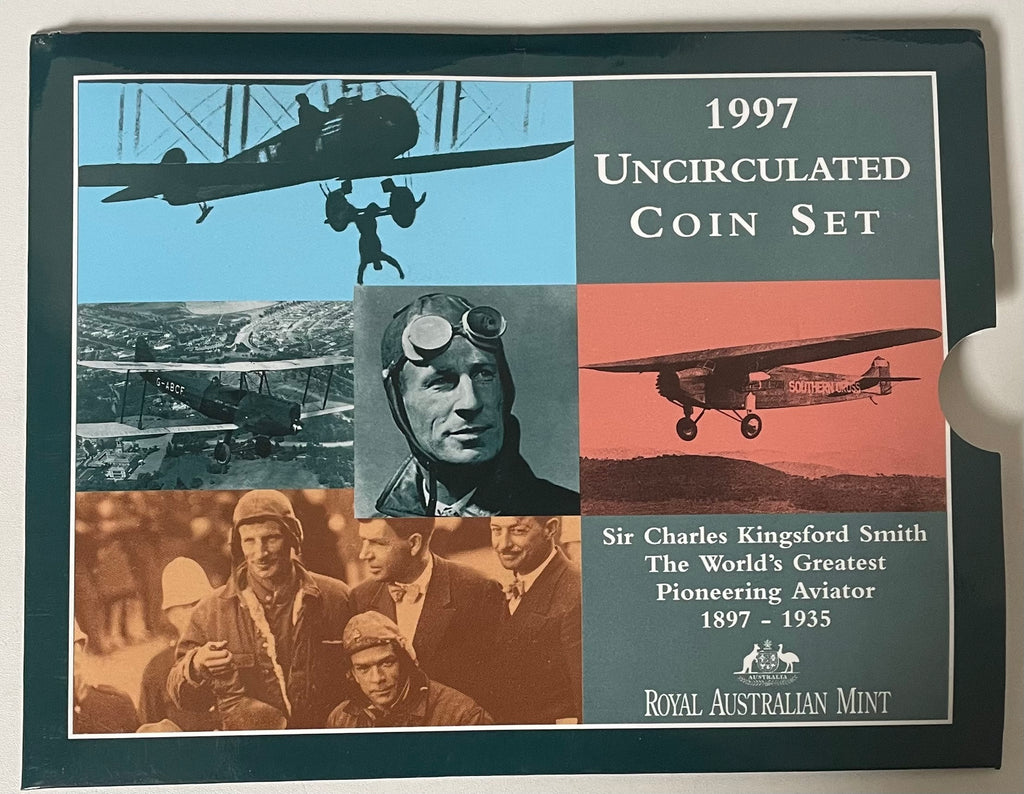 1997
UNCIRCULATED
COIN SET
G-ABCF
SOUTHERN CROSS
Sir Charles Kingsford Smith
The World's Greatest
Pioneering Aviator
1897 - 1935
AUSTRALIA
ROYAL AUSTRALIAN MINT